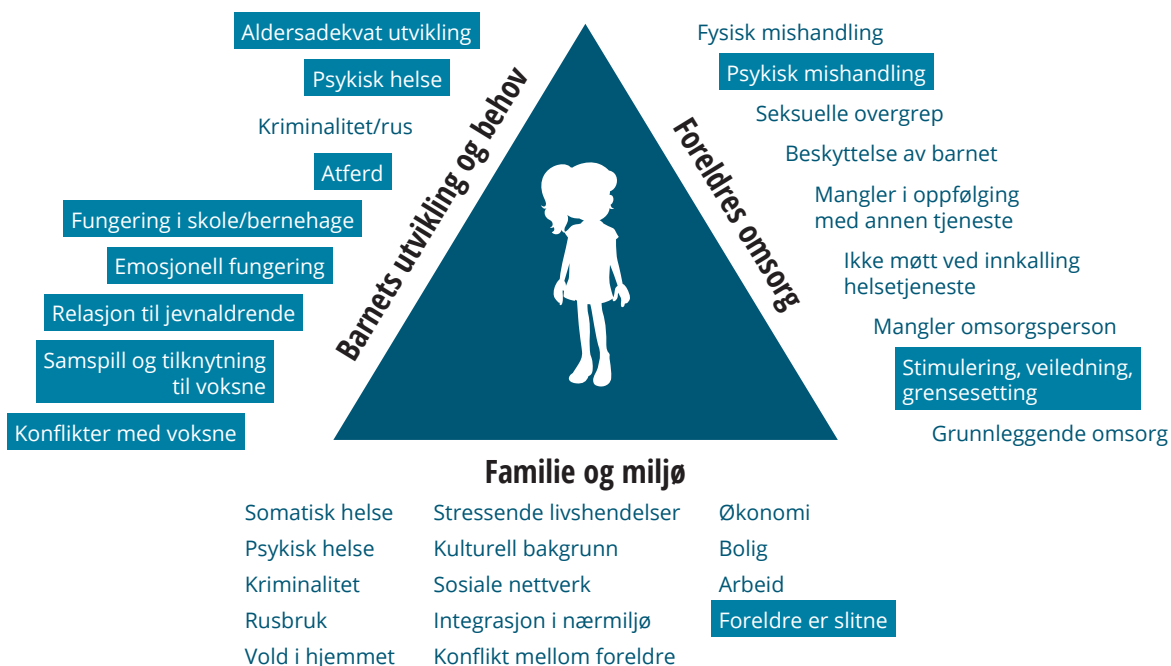 Aldersadekvat utvikling
Psykisk helse
Kriminalitet/rus
Atferd
Fungering i skole/bernehage
Emosjonell fungering
Relasjon til jevnaldrende
Samspill og tilknytning
til voksne
Konflikter med voksne
Barnets utvikling og behov
Foreldres omsorg
Fysisk mishandling
Psykisk mishandling
Seksuelle overgrep
Beskyttelse av barnet
Mangler i oppfølging
med annen tjeneste
Ikke møtt ved innkalling
helsetjeneste
Mangler omsorgsperson
Stimulering, veiledning,
grensesetting
Grunnleggende omsorg
Familie og miljø
Somatisk helse
Psykisk helse
Kriminalitet
Rusbruk
Vold i hjemmet
Stressende livshendelser
Kulturell bakgrunn
Sosiale nettverk
Integrasjon i nærmiljø
Konflikt mellom foreldre
Økonomi
Bolig
Arbeid
Foreldre er slitne